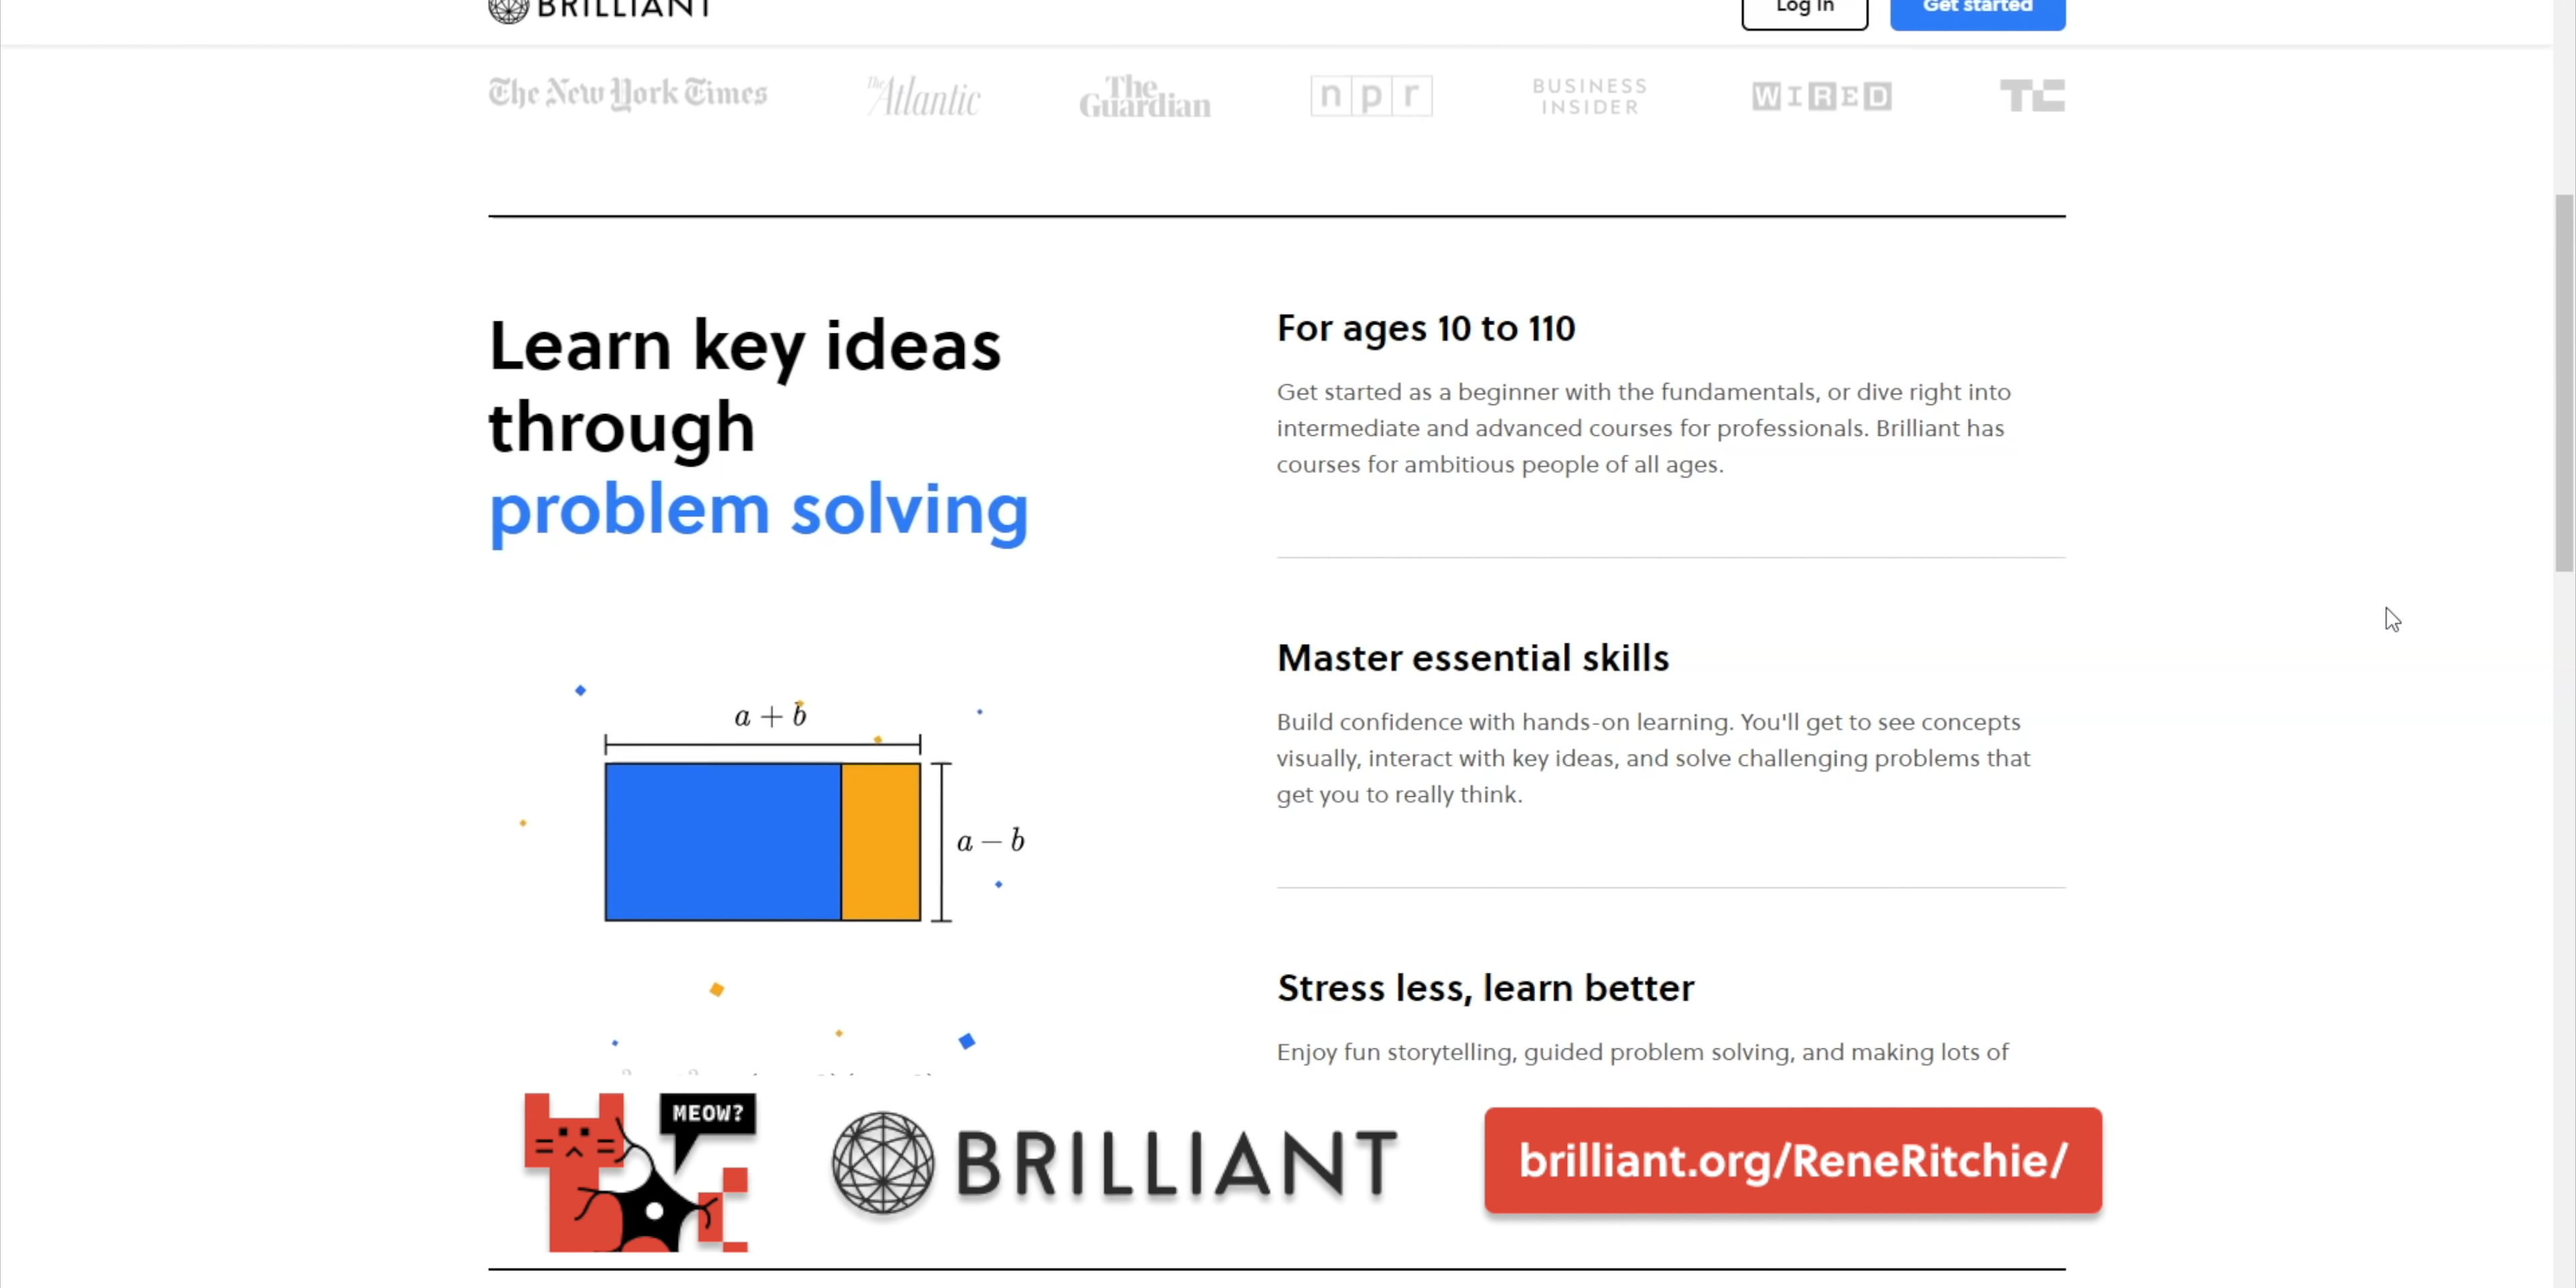 BRILLIANT
Log in
Get started
The New York Times
The Atlantic
The Guardian
npr
BUSINESS
INSIDER
WIRED
TC
Learn key ideas
through
problem solving
For ages 10 to 110
Get started as a beginner with the fundamentals, or dive right into
intermediate and advanced courses for professionals. Brilliant has
courses for ambitious people of all ages.
Master essential skills
Build confidence with hands-on learning. You'll get to see concepts
visually, interact with key ideas, and solve challenging problems that
get you to really think.
a + b
a − b
Stress less, learn better
Enjoy fun storytelling, guided problem solving, and making lots of
MEOW?
BRILLIANT
brilliant.org/ReneRitchie/